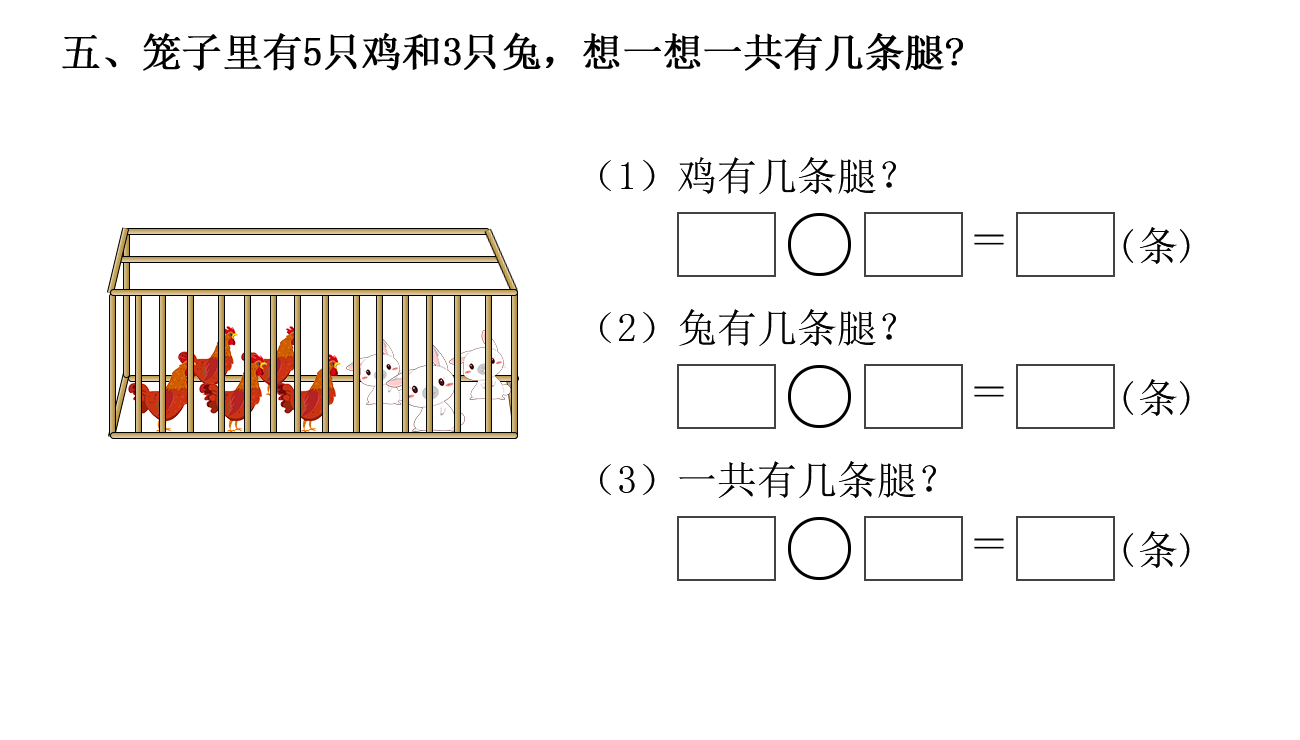 五、笼子里有5只鸡和3只兔，想一想一共有几条腿?
（1）鸡有几条腿？
＝ (条)
（2）兔有几条腿？
＝ (条)
（3）一共有几条腿？
＝ (条)